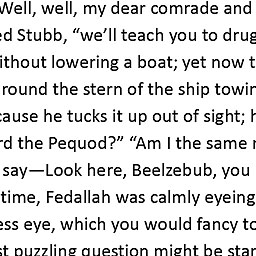 Well, well, my dear comrade and
ed Stubb, “we’ll teach you to drug
ithout lowering a boat; yet now t
round the stern of the ship towin
cause he tucks it up out of sight; h
rd the Pequod?” “Am I the same
say—Look here, Beelzebub, you
time, Fedallah was calmly eyeing
ess eye, which you would fancy to
st puzzling question might be star